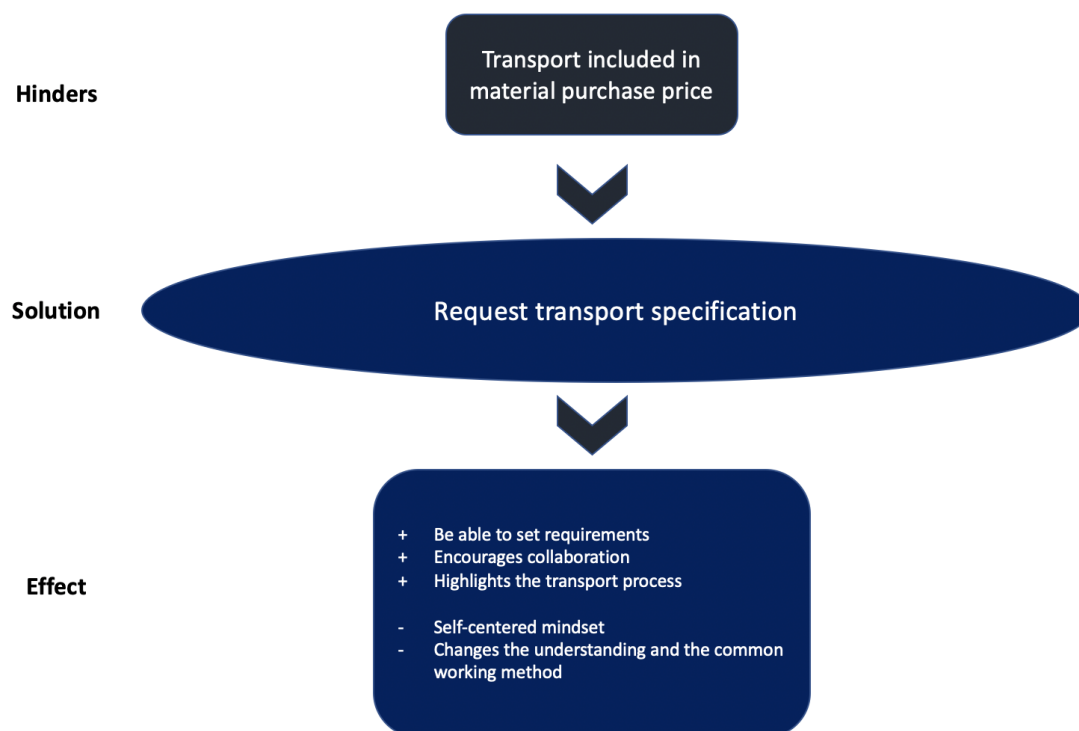 Hinders
Transport included in
material purchase price
Solution
Request transport specification
Effect
+ Be able to set requirements
+ Encourages collaboration
+ Highlights the transport process
- Self-centered mindset
- Changes the understanding and the common
working method